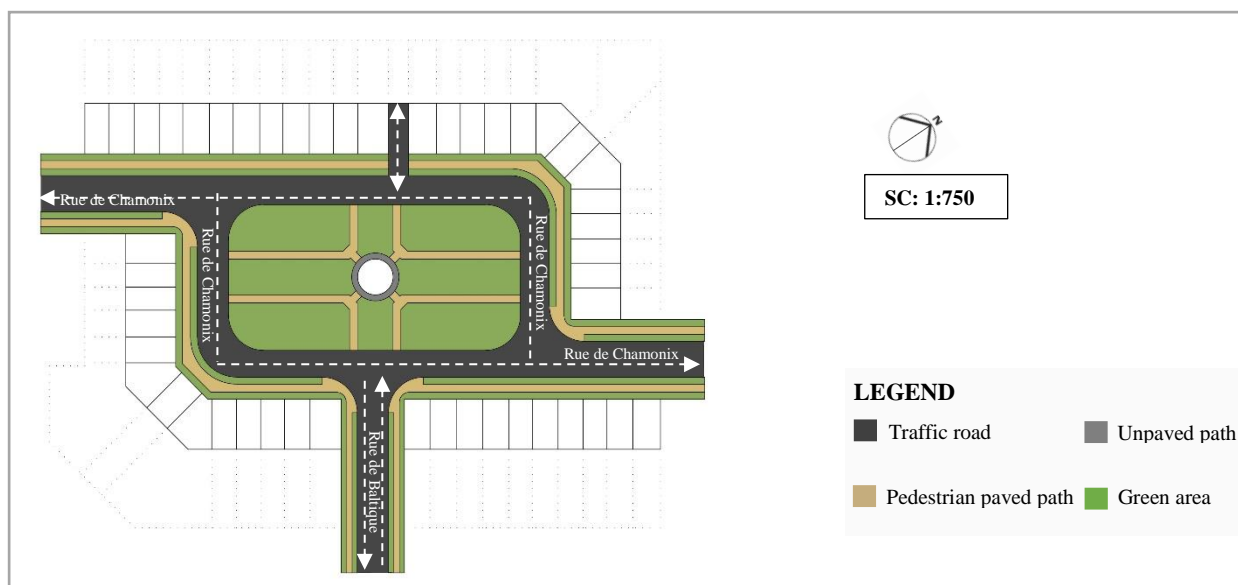 Rue de Chamonix
Rue de Chamonix
Rue de Chamonix
Rue de Chamonix
Rue de Baltique
N
SC: 1:750
LEGEND
Traffic road
Unpaved path
Pedestrian paved path
Green area